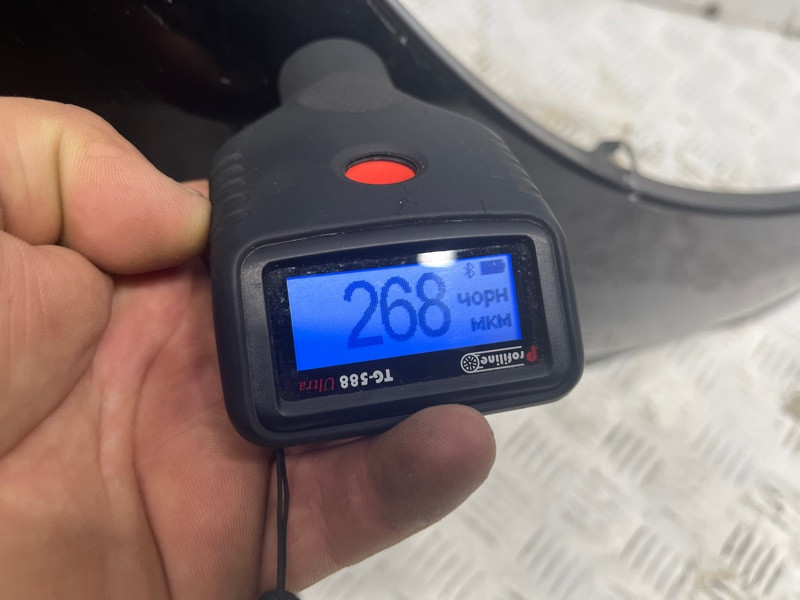 268 чорн
мкм
Profiline
TG-588 Ultra